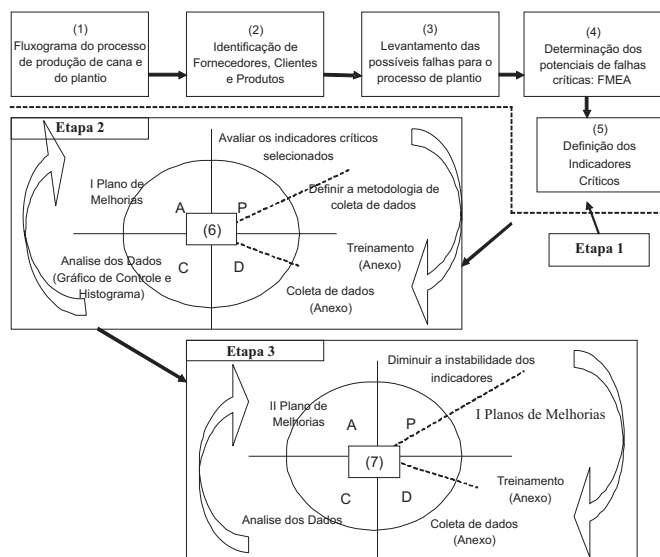 (1)
Fluxograma do processo
de produção de cana e
do plantio
(2)
Identificação de
Fornecedores, Clientes
e Produtos
(3)
Levantamento das
possíveis falhas para o
processo de plantio
(4)
Determinação dos
potenciais de falhas
críticas: FMEA
(5)
Definição dos
Indicadores
Críticos
Etapa 1
Etapa 2
Avaliar os indicadores críticos
selecionados
I Plano de
Melhorias
A
P
Definir a metodologia de
coleta de dados
(6)
Treinamento
(Anexo)
Analise dos Dados
(Gráfico de Controle e
Histograma)
C
D
Coleta de dados
(Anexo)
Etapa 3
Diminuir a instabilidade dos
indicadores
II Plano de
Melhorias
A
P
I Planos de Melhorias
(7)
Treinamento
(Anexo)
C
D
Analise dos Dados
Coleta de dados
(Anexo)